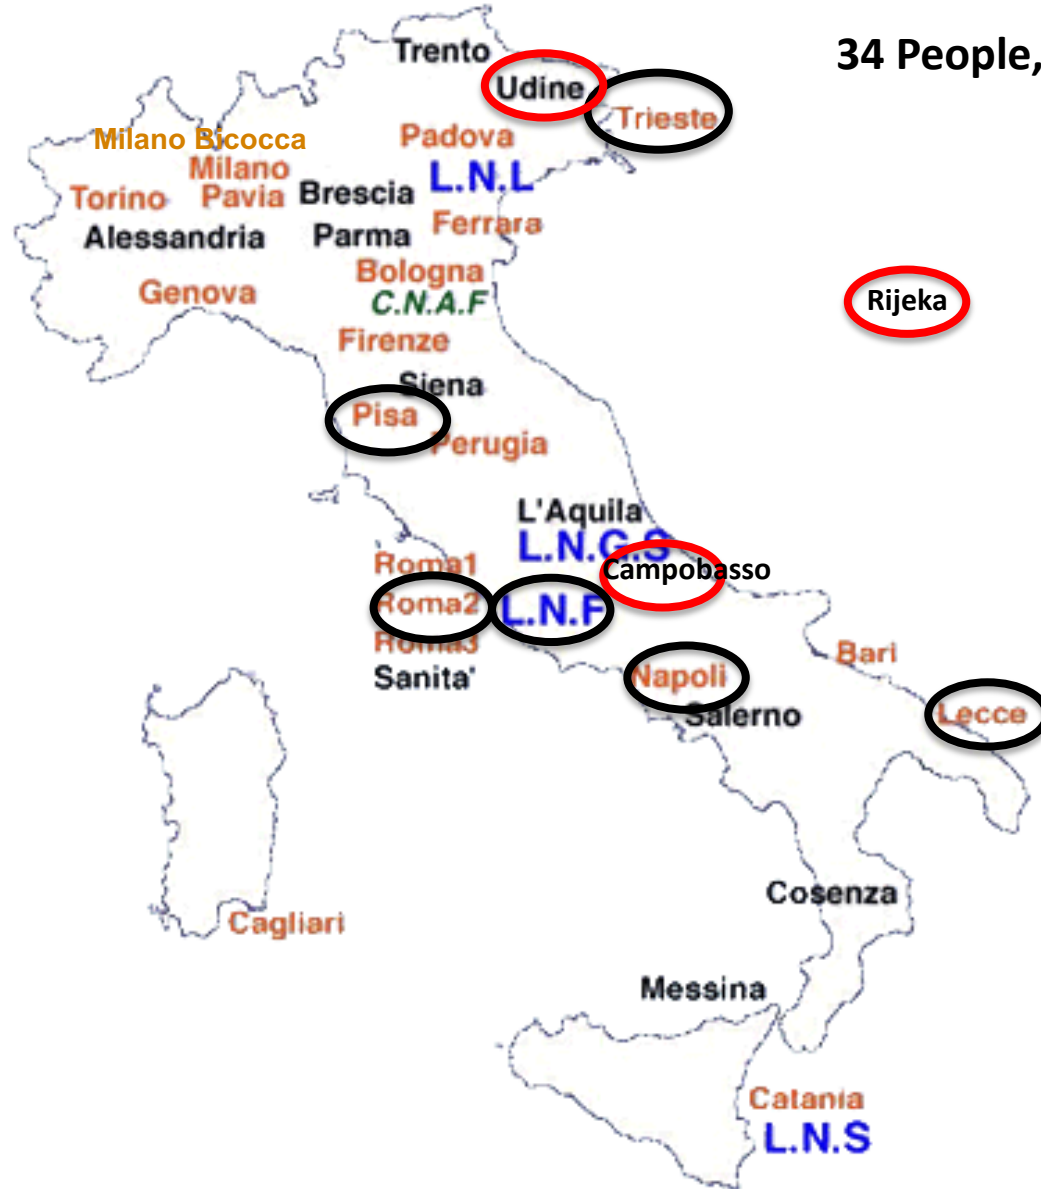 34 People,
Trento
Udine
Trieste
Milano Bicocca
Padova
Milano
L.N.L
Torino
Pavia
Brescia
Ferrara
Alessandria
Parma
Bologna
Genova
C.N.A.F
Rijeka
Firenze
Siena
Pisa
Perugia
L'Aquila
L.N.G.S
Roma1
Campobasso
Roma2
L.N.F
Roma3
Bari
Sanita'
Napoli
Salerno
Lecce
Cosenza
Cagliari
Messina
Catania
L.N.S